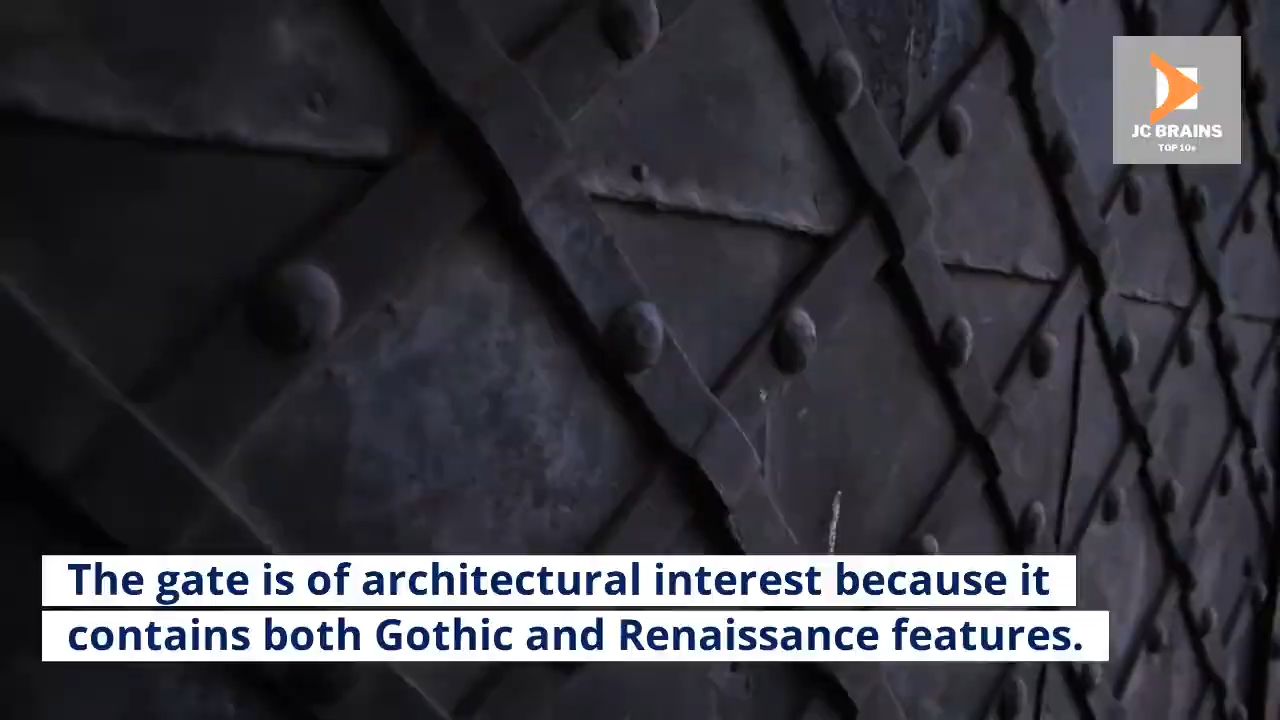 JC BRAINS
TOP 10s
The gate is of architectural interest because it
contains both Gothic and Renaissance features.